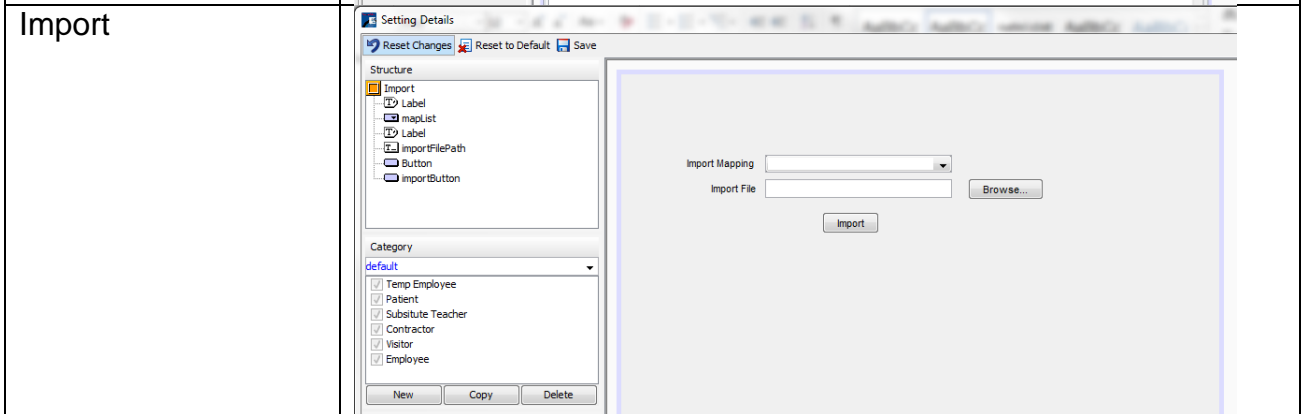 Import
Setting Details
Reset Changes Reset to Default Save
Structure
Import
Label
mapList
Label
importFilePath
Button
importButton
Category
default
Temp Employee
Patient
Subsitute Teacher
Contractor
Visitor
Employee
New Copy Delete
Import Mapping
Import File Browse...
Import